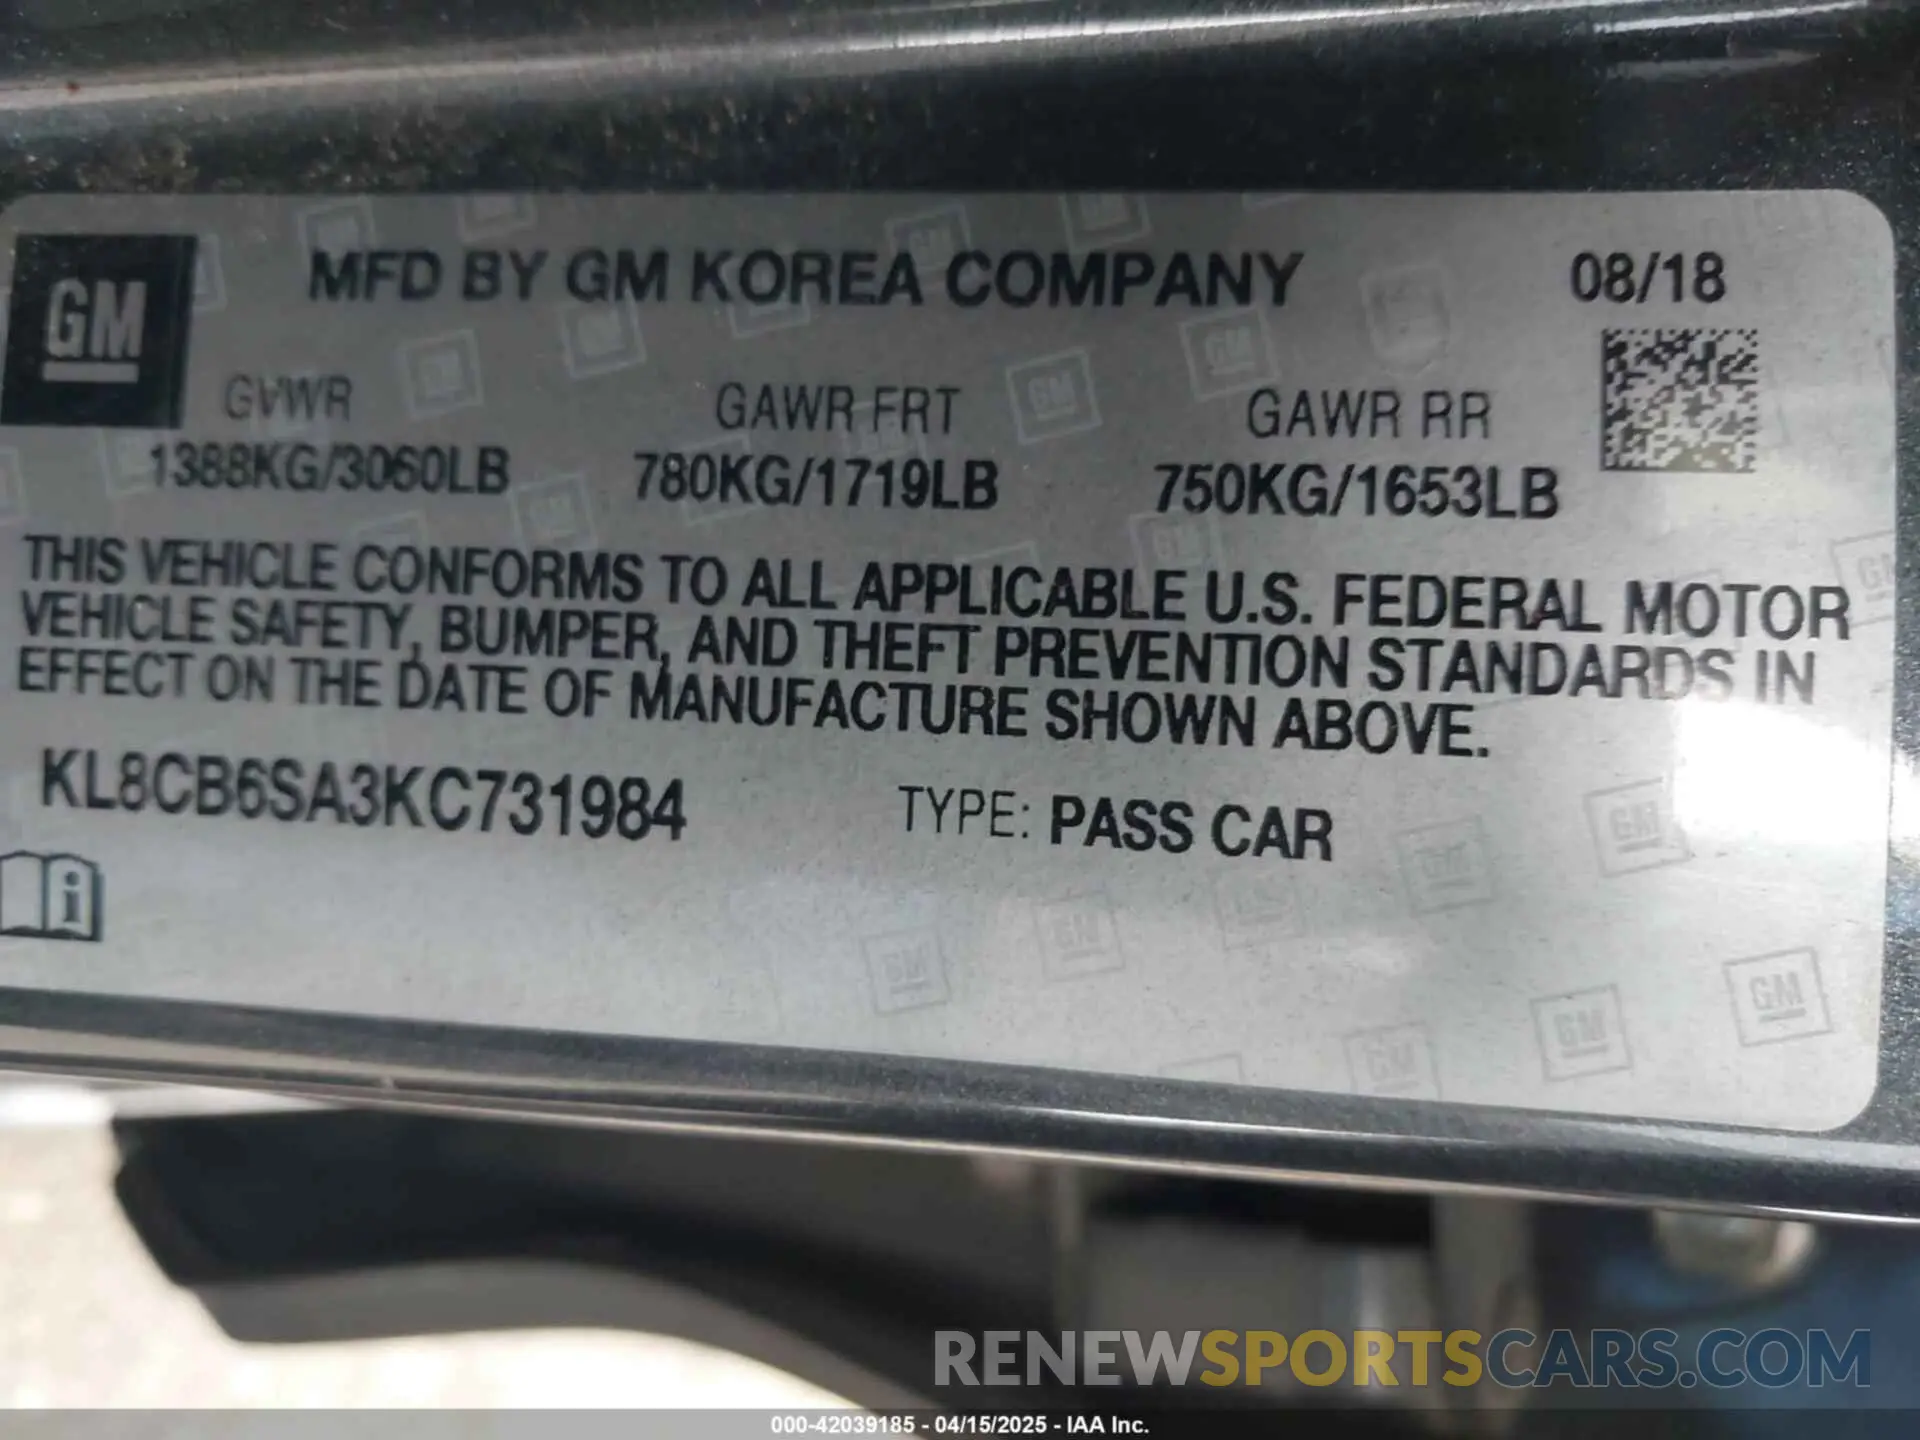 GM
MFD BY GM KOREA COMPANY 08/18
GVWR GAWR FRT GAWR RR
1388KG/3060LB 780KG/1719LB 750KG/1653LB
THIS VEHICLE CONFORMS TO ALL APPLICABLE U.S. FEDERAL MOTOR
VEHICLE SAFETY, BUMPER, AND THEFT PREVENTION STANDARDS IN
EFFECT ON THE DATE OF MANUFACTURE SHOWN ABOVE.
KL8CB6SA3KC731984 TYPE: PASS CAR
RENEWSPORTSCARS.COM
000-42039185 - 04/15/2025 - IAA Inc.